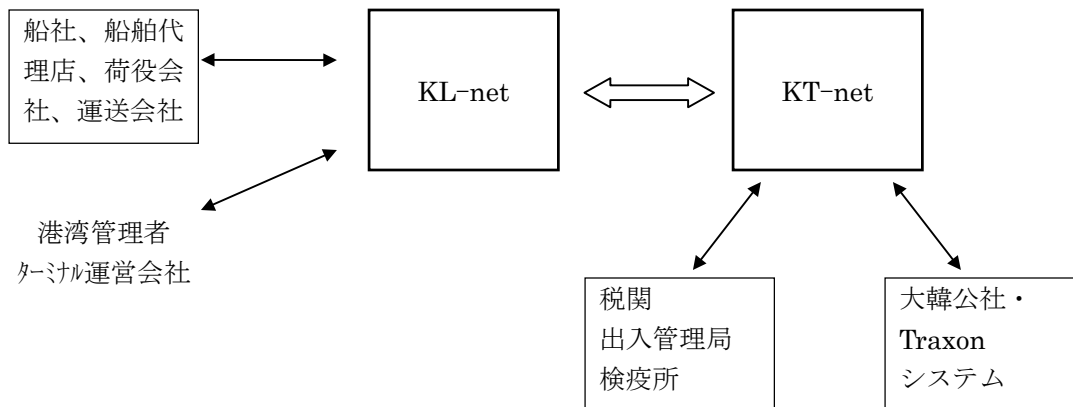 船社、船舶代
理店、荷役会
社、運送会社
KL-net
KT-net
港湾管理者
ﾀｰﾐﾅﾙ運営会社
税関
出入管理局
検疫所
大韓公社・
Traxon
システム